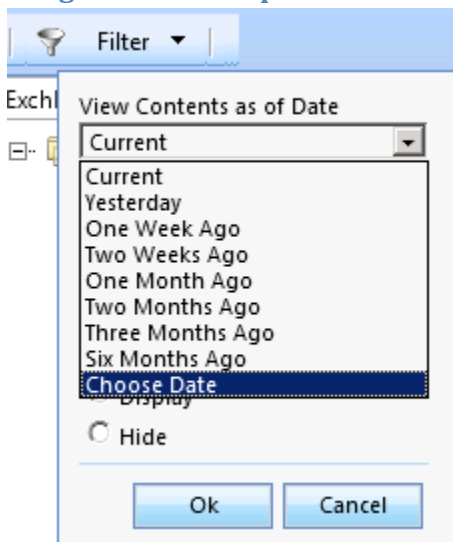 Filter
Exchl
View Contents as of Date
Current
Current
Yesterday
One Week Ago
Two Weeks Ago
One Month Ago
Two Months Ago
Three Months Ago
Six Months Ago
Choose Date
Display
Hide
Ok
Cancel